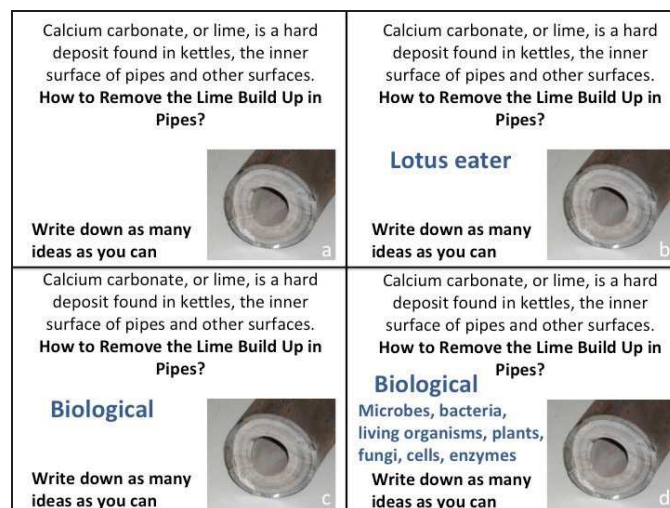 Calcium carbonate, or lime, is a hard
deposit found in kettles, the inner
surface of pipes and other surfaces.
How to Remove the Lime Build Up in
Pipes?
Write down as many
ideas as you can
a
Calcium carbonate, or lime, is a hard
deposit found in kettles, the inner
surface of pipes and other surfaces.
How to Remove the Lime Build Up in
Pipes?
Lotus eater
Write down as many
ideas as you can
b
Calcium carbonate, or lime, is a hard
deposit found in kettles, the inner
surface of pipes and other surfaces.
How to Remove the Lime Build Up in
Pipes?
Biological
Write down as many
ideas as you can
c
Calcium carbonate, or lime, is a hard
deposit found in kettles, the inner
surface of pipes and other surfaces.
How to Remove the Lime Build Up in
Pipes?
Biological
Microbes, bacteria,
living organisms, plants,
fungi, cells, enzymes
Write down as many
ideas as you can
d